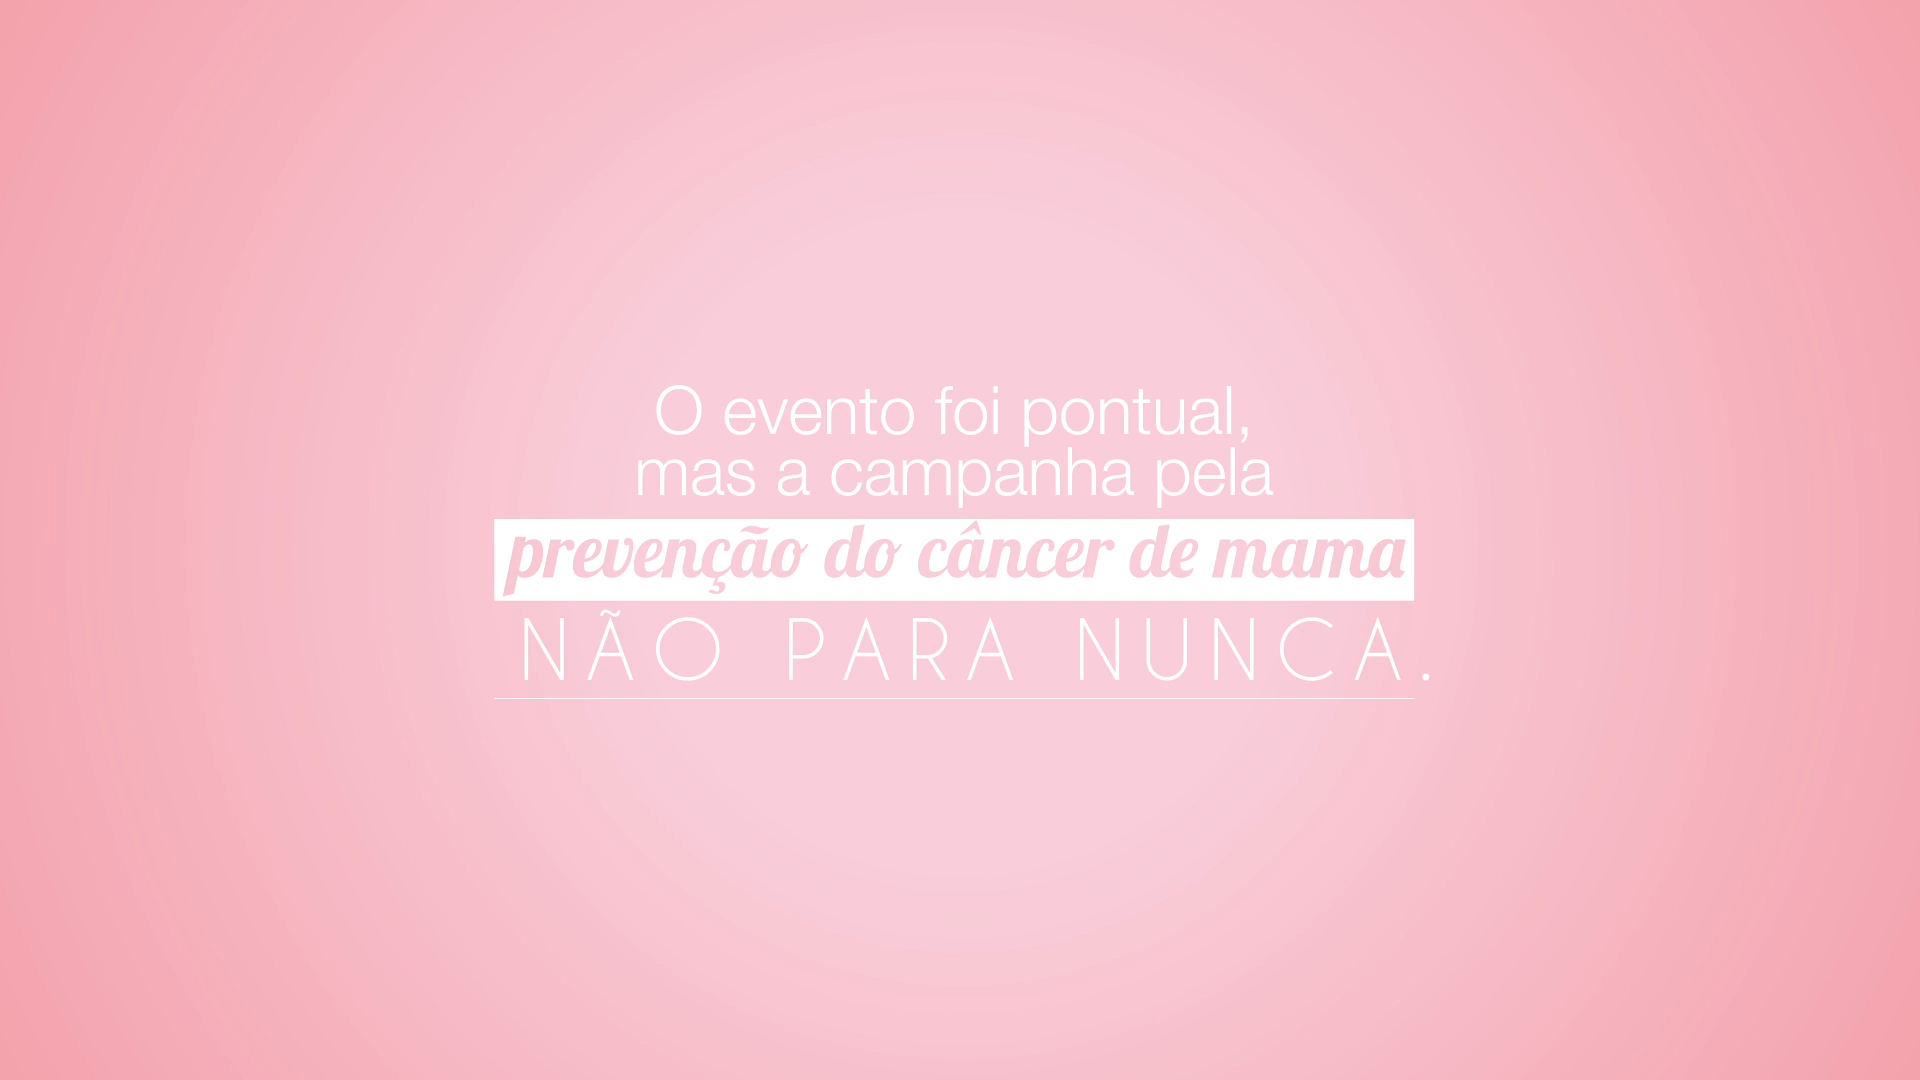 O evento foi pontual,
mas a campanha pela
prevenção do câncer de mama
NÃO PARA NUNCA.